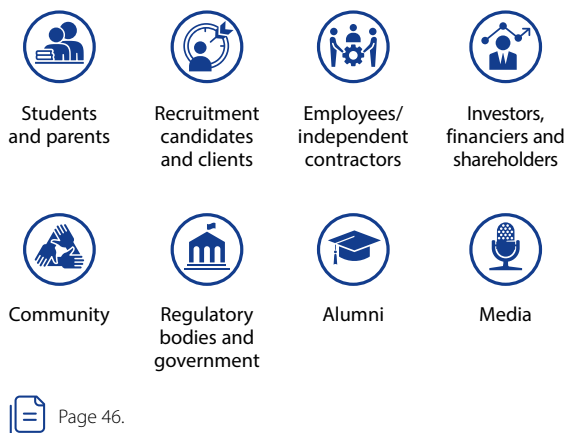 Students
and parents
Recruitment
candidates
and clients
Employees/
independent
contractors
Investors,
financiers and
shareholders
Community
Regulatory
bodies and
government
Alumni
Media
Page 46.